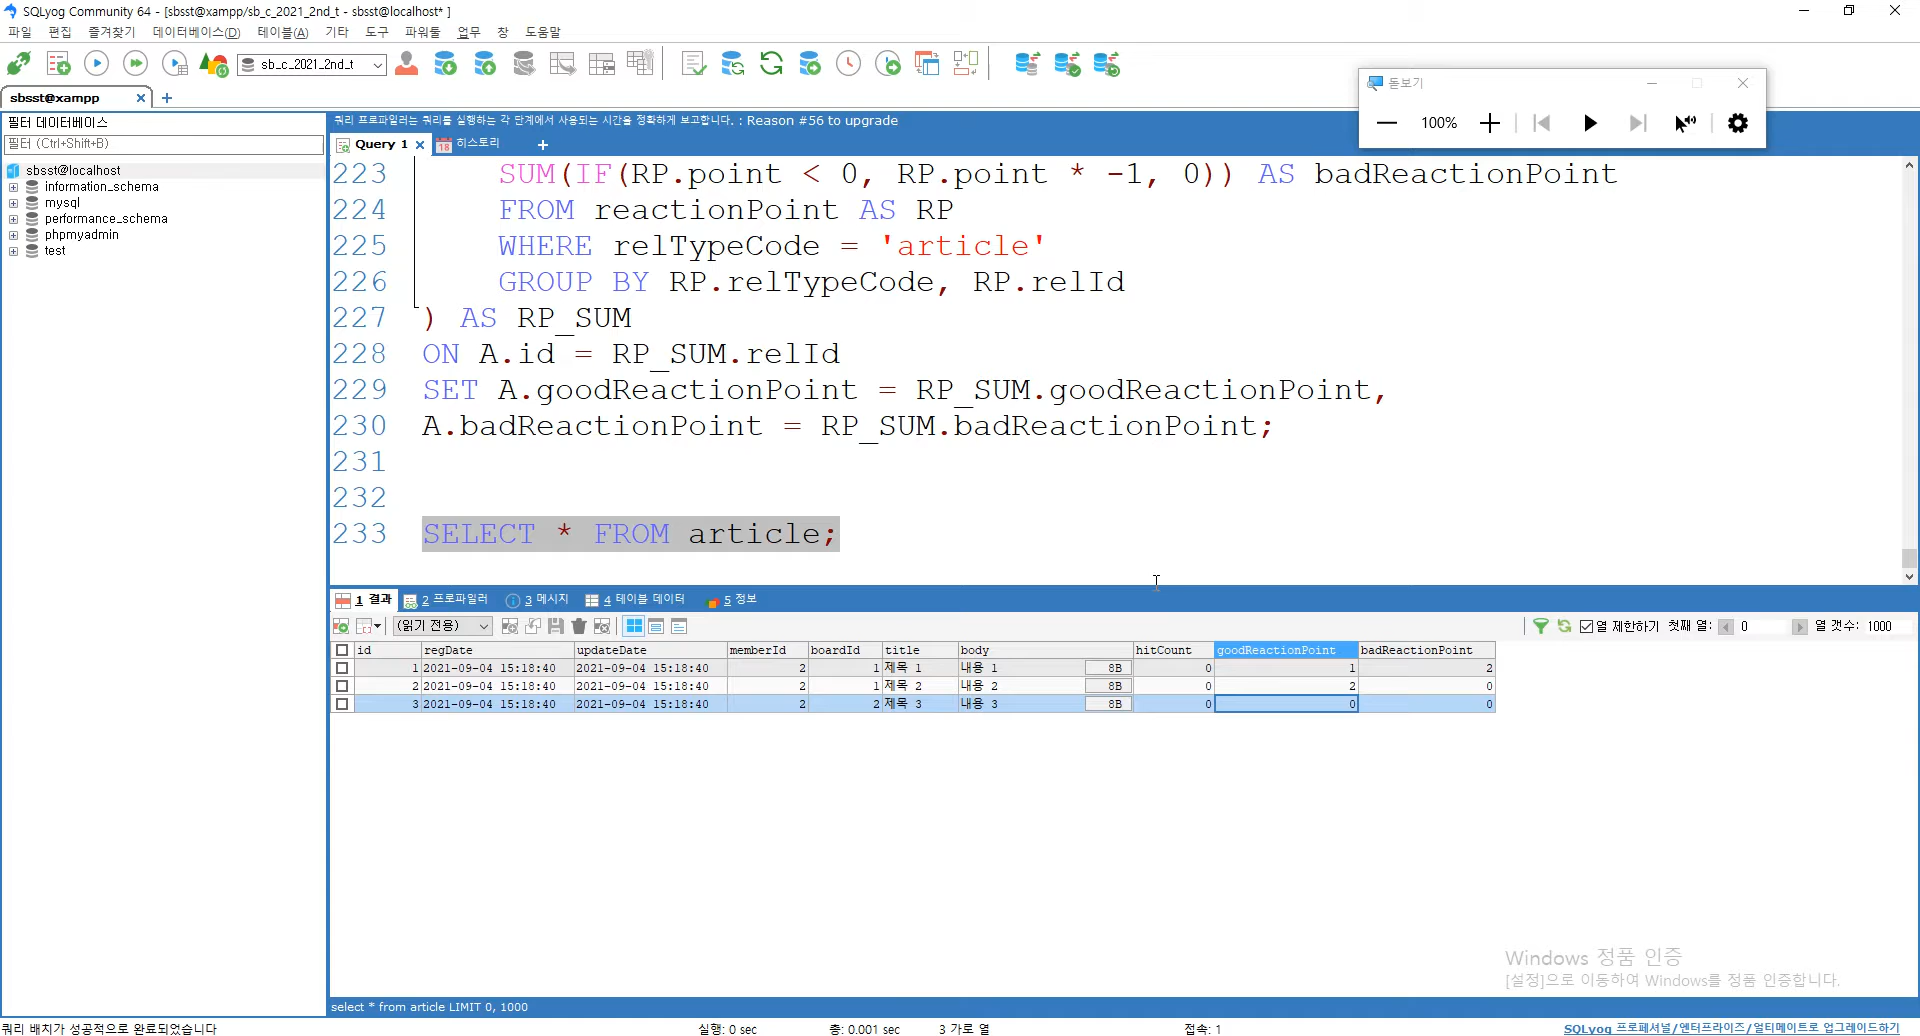 SQLyog Community 64 - [sbsst@xampp/sb_c_2021_2nd_t - sbsst@localhost* ]
파일 편집 즐겨찾기 데이터베이스(D) 테이블(A) 기타 도구 파워툴 업무 창 도움말
sb_c_2021_2nd_t
돋보기
100%
sbsst@xampp
필터 데이터베이스
필터 (Ctrl+Shift+B)
sbsst@localhost
information_schema
mysql
performance_schema
phpmyadmin
test
쿼리 프로파일러는 쿼리를 실행하는 각 단계에서 사용되는 시간을 정확하게 보고합니다. : Reason #56 to upgrade
Query 1 18 히스토리
223 SUM(IF(RP.point < 0, RP.point * -1, 0)) AS badReactionPoint
224 FROM reactionPoint AS RP
225 WHERE relTypeCode = 'article'
226 GROUP BY RP.relTypeCode, RP.relId
227 ) AS RP_SUM
228 ON A.id = RP_SUM.relId
229 SET A.goodReactionPoint = RP_SUM.goodReactionPoint,
230 A.badReactionPoint = RP_SUM.badReactionPoint;
231
232
233 SELECT * FROM article;
1 결과 2 프로파일러 3 메시지 4 테이블 데이터 5 정보
(읽기 전용) 열 제한하기 첫째 열: 0 열 갯수: 1000
id regDate updateDate memberId boardId title body hitCount goodReactionPoint badReactionPoint
1 2021-09-04 15:18:40 2021-09-04 15:18:40 2 1 제목 1 내용 1 8B 0 1 2
2 2021-09-04 15:18:40 2021-09-04 15:18:40 2 1 제목 2 내용 2 8B 0 2 0
3 2021-09-04 15:18:40 2021-09-04 15:18:40 2 2 제목 3 내용 3 8B 0 0 0
Windows 정품 인증
[설정]으로 이동하여 Windows를 정품 인증합니다.
select * from article LIMIT 0, 1000
쿼리 배치가 성공적으로 완료되었습니다 실행: 0 sec 총: 0.001 sec 3 가로 열 접속: 1 SQLyog 프로페셔널/엔터프라이즈/얼티메이트로 업그레이드하기